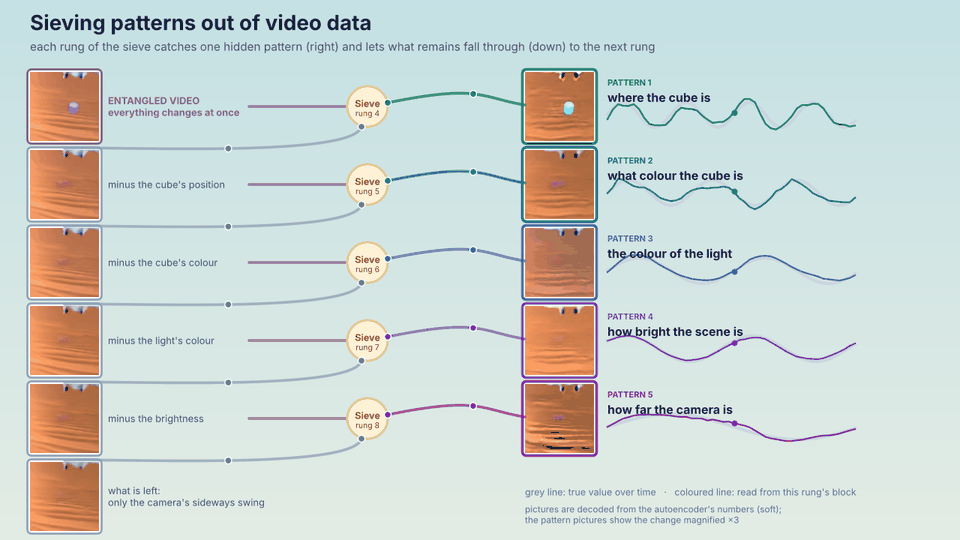 Sieving patterns out of video data
each rung of the sieve catches one hidden pattern (right) and lets what remains fall through (down) to the next rung
ENTANGLED VIDEO
everything changes at once
Sieve
rung 4
PATTERN 1
where the cube is
minus the cube's position
Sieve
rung 5
PATTERN 2
what colour the cube is
minus the cube's colour
Sieve
rung 6
PATTERN 3
the colour of the light
minus the light's colour
Sieve
rung 7
PATTERN 4
how bright the scene is
minus the brightness
Sieve
rung 8
PATTERN 5
how far the camera is
what is left:
only the camera's sideways swing
grey line: true value over time · coloured line: read from this rung's block
pictures are decoded from the autoencoder's numbers (soft);
the pattern pictures show the change magnified ×3